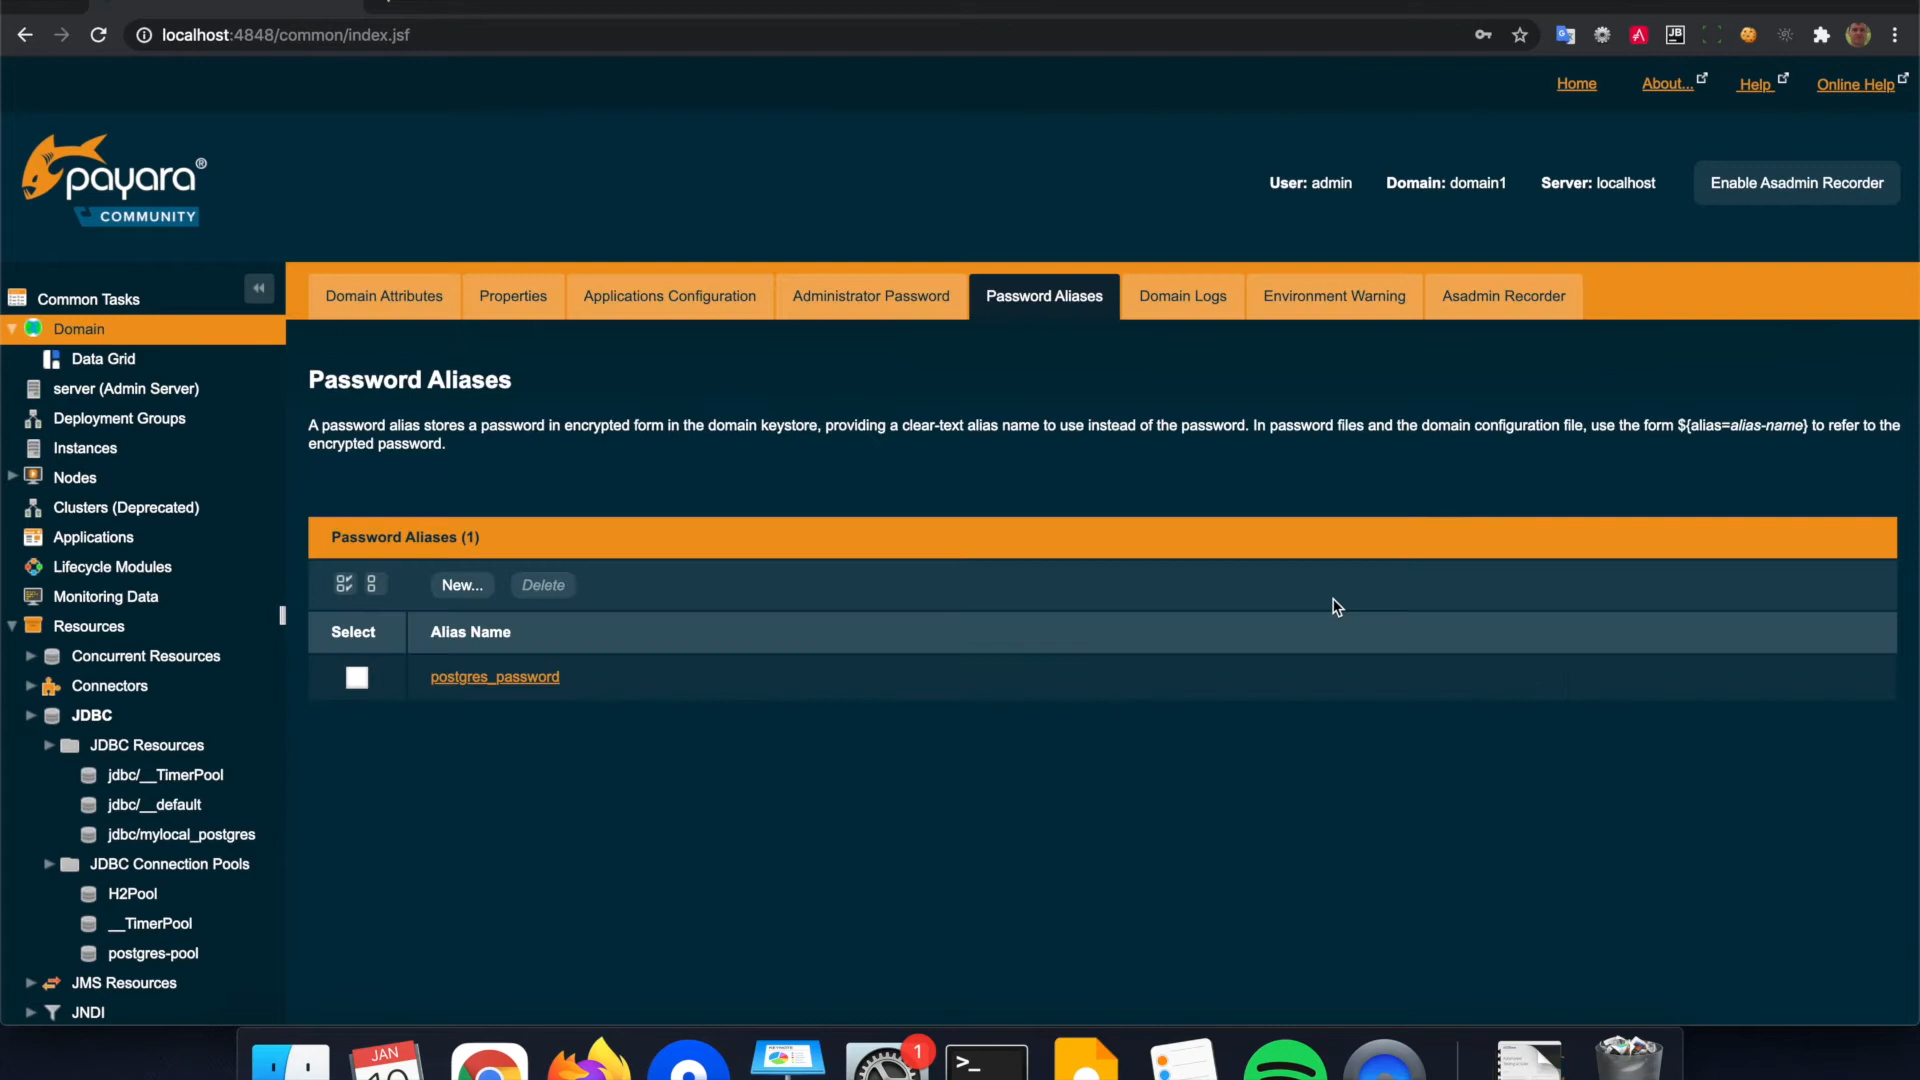 localhost:4848/common/index.jsf
JB
Home
About...
Help
Online Help
payara®
COMMUNITY
User: admin
Domain: domain1
Server: localhost
Enable Asadmin Recorder
Common Tasks
Domain
Data Grid
server (Admin Server)
Deployment Groups
Instances
Nodes
Clusters (Deprecated)
Applications
Lifecycle Modules
Monitoring Data
Resources
Concurrent Resources
Connectors
JDBC
JDBC Resources
jdbc/__TimerPool
jdbc/__default
jdbc/mylocal_postgres
JDBC Connection Pools
H2Pool
__TimerPool
postgres-pool
JMS Resources
JNDI
Domain Attributes
Properties
Applications Configuration
Administrator Password
Password Aliases
Domain Logs
Environment Warning
Asadmin Recorder
Password Aliases
A password alias stores a password in encrypted form in the domain keystore, providing a clear-text alias name to use instead of the password. In password files and the domain configuration file, use the form ${alias=alias-name} to refer to the
encrypted password.
Password Aliases (1)
New...
Delete
Select
Alias Name
postgres_password
JAN
KEYNOTE
1
>_